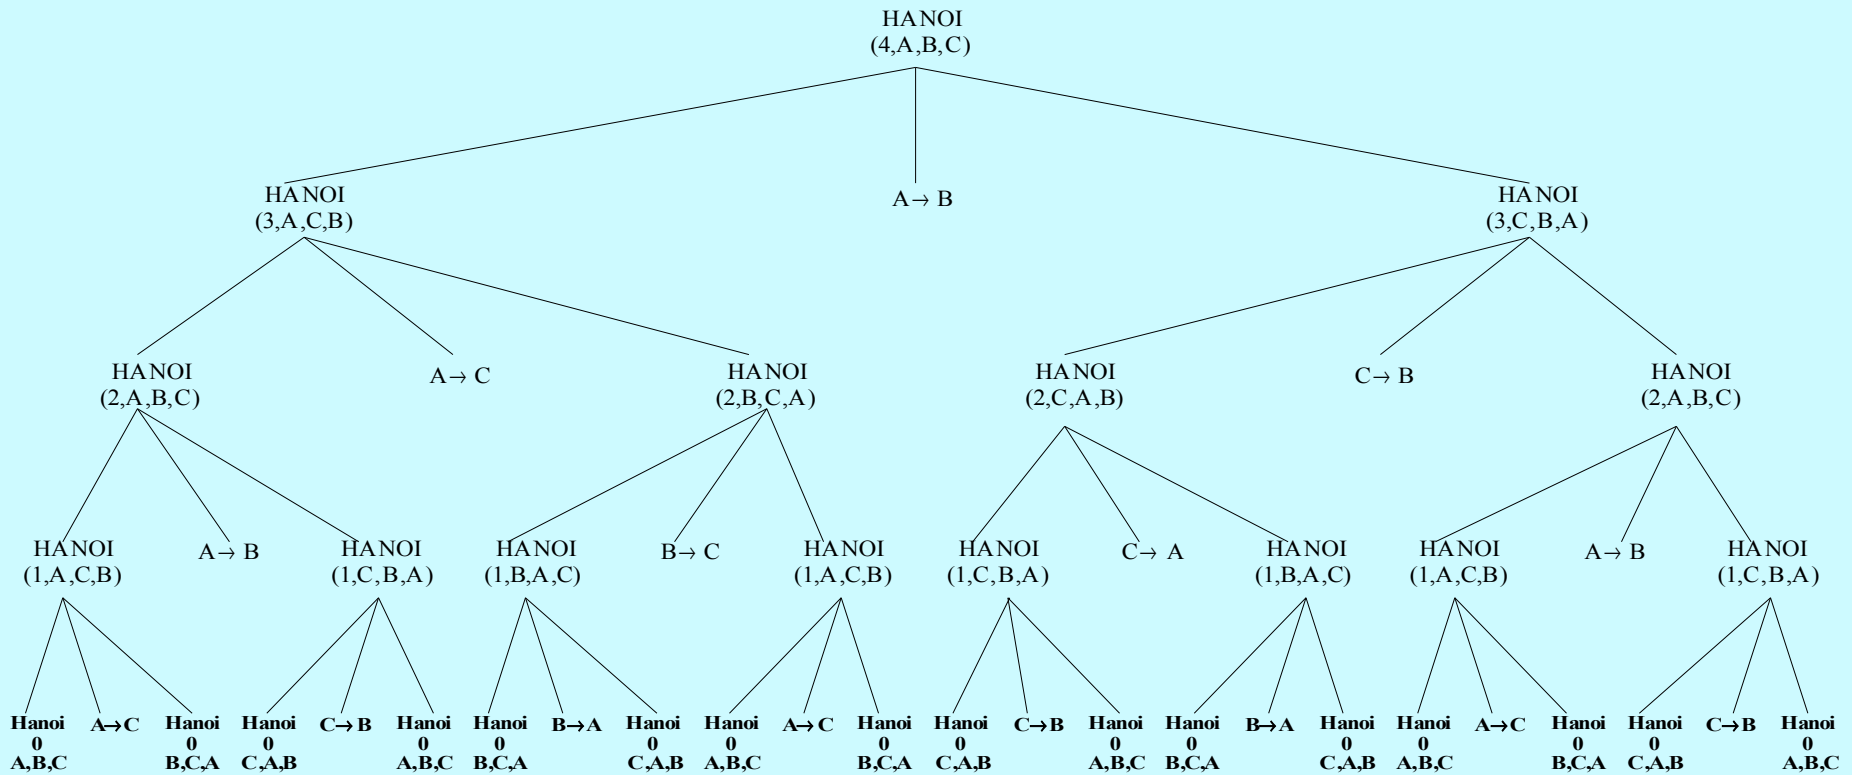 HANOI
(4,A,B,C)
HANOI
(3,A,C,B)
A→ B
HANOI
(3,C,B,A)
HANOI
(2,A,B,C)
A→ C
HANOI
(2,B,C,A)
HANOI
(2,C,A,B)
C→ B
HANOI
(2,A,B,C)
HANOI
(1,A,C,B)
A→ B
HANOI
(1,C,B,A)
HANOI
(1,B,A,C)
B→ C
HANOI
(1,A,C,B)
HANOI
(1,C,B,A)
C→ A
HANOI
(1,B,A,C)
HANOI
(1,A,C,B)
A→ B
HANOI
(1,C,B,A)
Hanoi
0
A,B,C
A→C
Hanoi
0
B,C,A
Hanoi
0
C,A,B
C→B
Hanoi
0
A,B,C
Hanoi
0
B,C,A
B→A
Hanoi
0
C,A,B
Hanoi
0
A,B,C
A→C
Hanoi
0
B,C,A
Hanoi
0
C,A,B
C→B
Hanoi
0
A,B,C
Hanoi
0
B,C,A
B→A
Hanoi
0
C,A,B
Hanoi
0
A,B,C
A→C
Hanoi
0
B,C,A
Hanoi
0
C,A,B
C→B
Hanoi
0
A,B,C